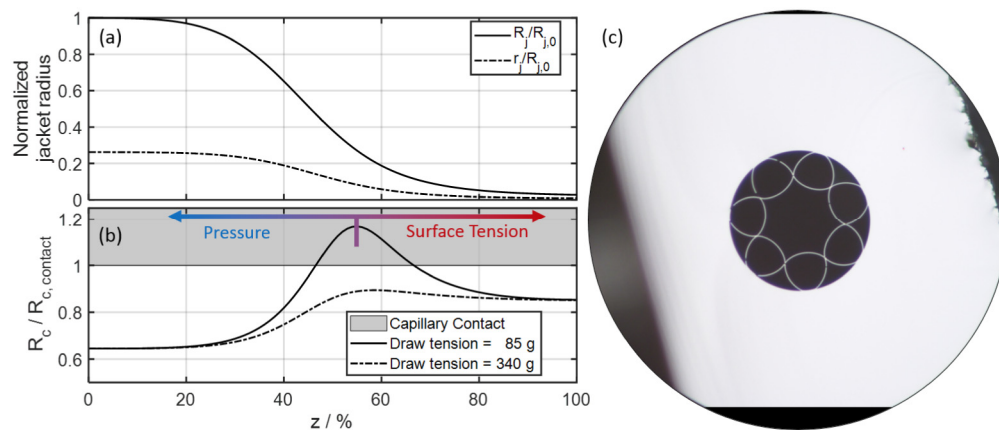 (a)
R_j/R_j,0
r_j/R_j,0
Normalized
jacket radius
1
0.8
0.6
0.4
0.2
0
(b)
Pressure
Surface Tension
R_c / R_c, contact
1.2
1
0.8
0.6
Capillary Contact
Draw tension = 85 g
Draw tension = 340 g
0 20 40 60 80 100
z / %
(c)